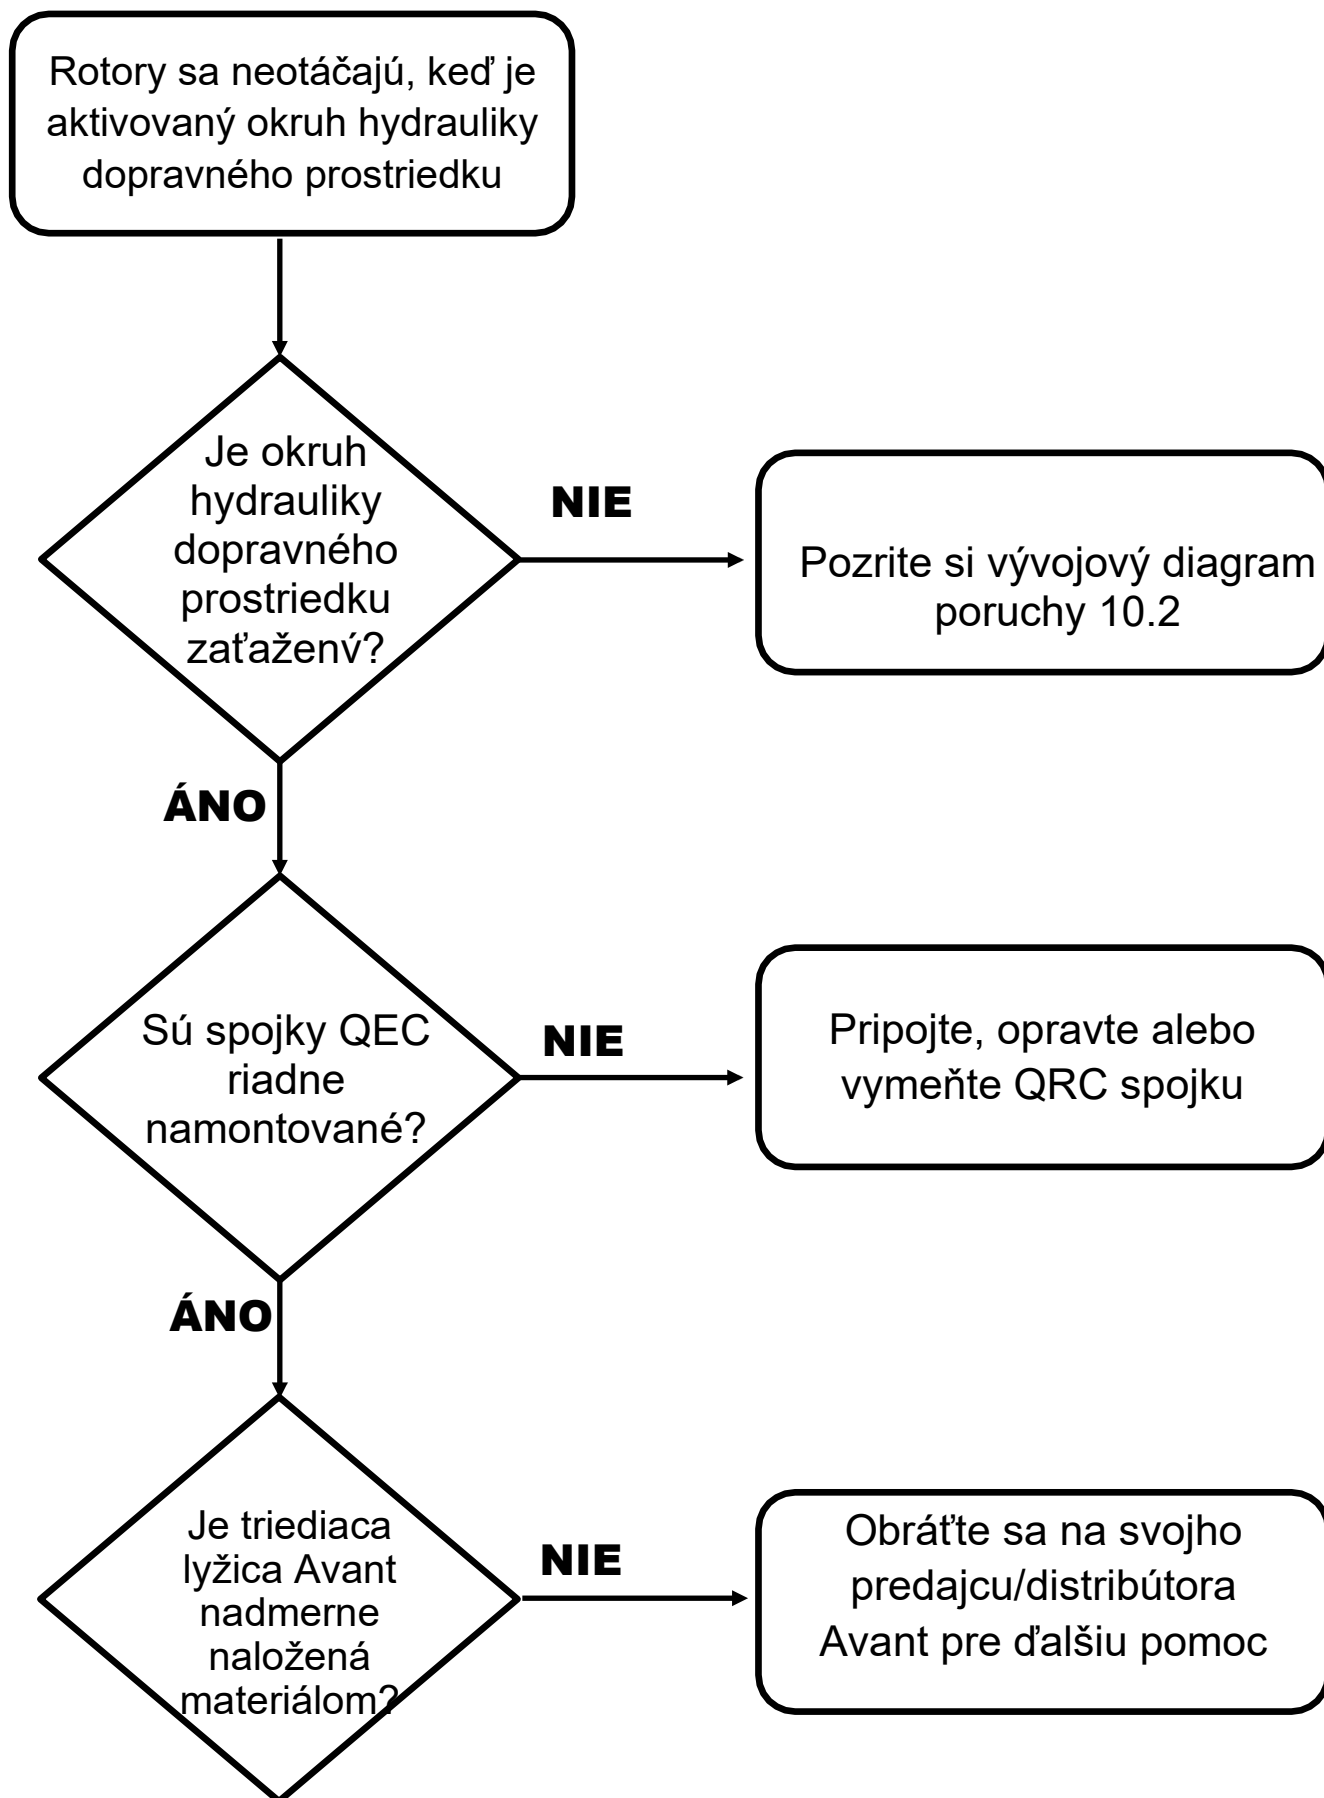 Rotory sa neotáčajú, keď je
aktivovaný okruh hydrauliky
dopravného prostriedku
Je okruh
hydrauliky
dopravného
prostriedku
zaťažený?
NIE
Pozrite si vývojový diagram
poruchy 10.2
ÁNO
Sú spojky QEC
riadne
namontované?
NIE
Pripojte, opravte alebo
vymeňte QRC spojku
ÁNO
Je triediaca
lyžica Avant
nadmerne
naložená
materiálom?
NIE
Obráťte sa na svojho
predajcu/distribútora
Avant pre ďalšiu pomoc